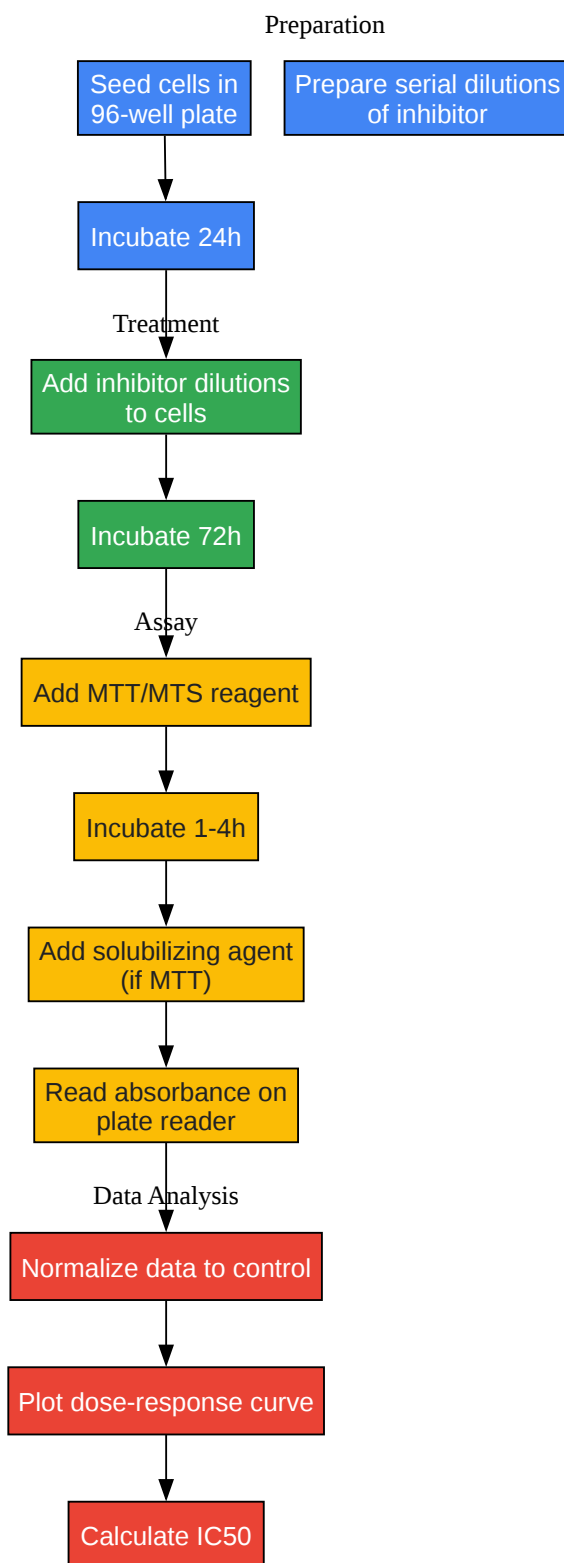 Preparation
Seed cells in
96-well plate
Prepare serial dilutions
of inhibitor
Incubate 24h
Treatment
Add inhibitor dilutions
to cells
Incubate 72h
Assay
Add MTT/MTS reagent
Incubate 1-4h
Add solubilizing agent
(if MTT)
Read absorbance on
plate reader
Data Analysis
Normalize data to control
Plot dose-response curve
Calculate IC50